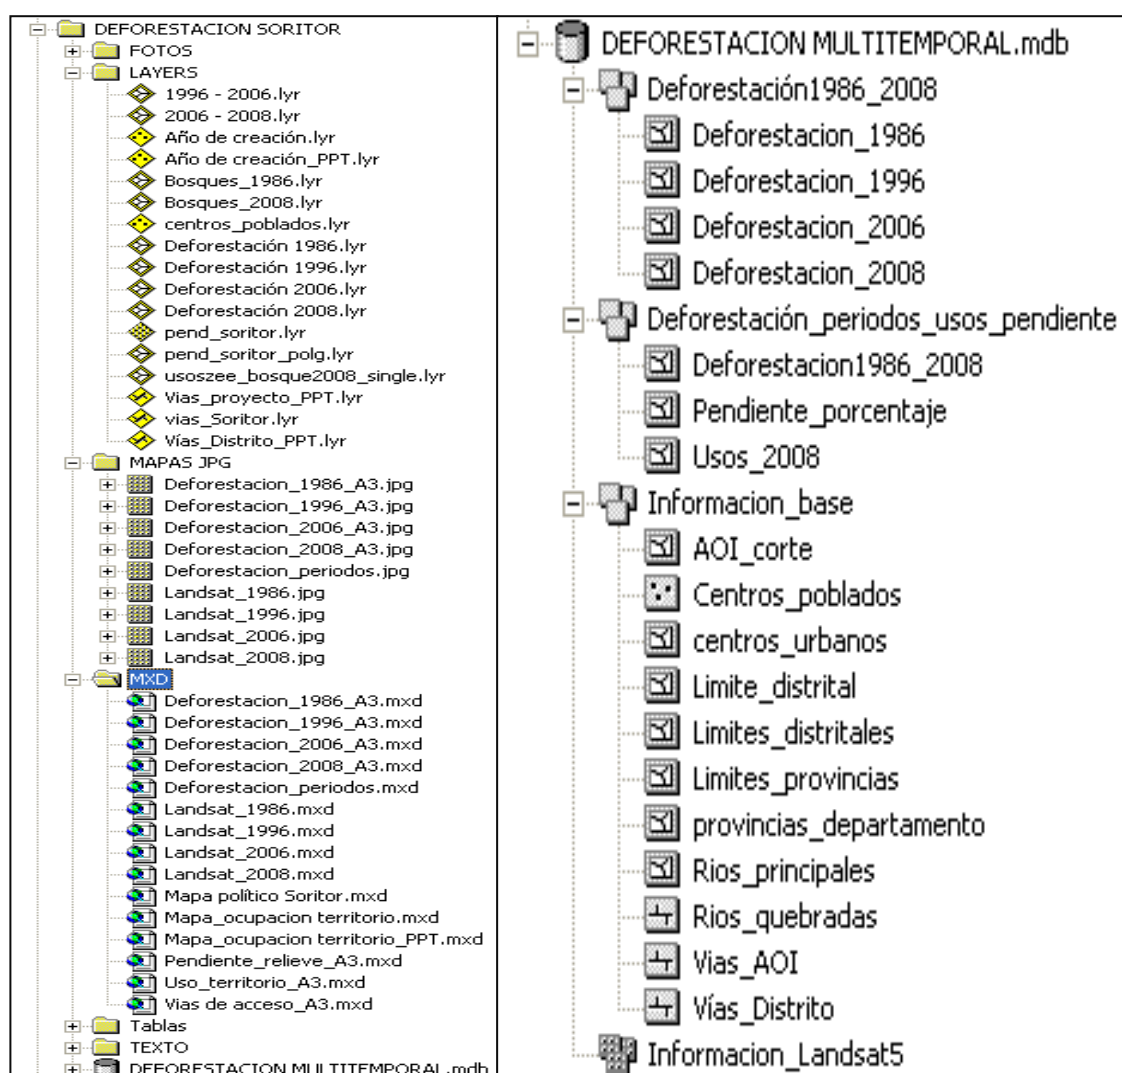 DEFORESTACION SORITOR
FOTOS
LAYERS
1996 - 2006.lyr
2006 - 2008.lyr
Año de creación.lyr
Año de creación_PPT.lyr
Bosques_1986.lyr
Bosques_2008.lyr
centros_poblados.lyr
Deforestación 1986.lyr
Deforestación 1996.lyr
Deforestación 2006.lyr
Deforestación 2008.lyr
pend_soritor.lyr
pend_soritor_polg.lyr
usoszee_bosque2008_single.lyr
Vias_proyecto_PPT.lyr
vias_Soritor.lyr
Vías_Distrito_PPT.lyr
MAPAS JPG
Deforestacion_1986_A3.jpg
Deforestacion_1996_A3.jpg
Deforestacion_2006_A3.jpg
Deforestacion_2008_A3.jpg
Deforestacion_periodos.jpg
Landsat_1986.jpg
Landsat_1996.jpg
Landsat_2006.jpg
Landsat_2008.jpg
MXD
Deforestacion_1986_A3.mxd
Deforestacion_1996_A3.mxd
Deforestacion_2006_A3.mxd
Deforestacion_2008_A3.mxd
Deforestacion_periodos.mxd
Landsat_1986.mxd
Landsat_1996.mxd
Landsat_2006.mxd
Landsat_2008.mxd
Mapa político Soritor.mxd
Mapa_ocupacion territorio.mxd
Mapa_ocupacion territorio_PPT.mxd
Pendiente_relieve_A3.mxd
Uso_territorio_A3.mxd
Vias de acceso_A3.mxd
Tablas
TEXTO
DEFORESTACION MULTITEMPORAL.mdb
DEFORESTACION MULTITEMPORAL.mdb
Deforestación1986_2008
Deforestacion_1986
Deforestacion_1996
Deforestacion_2006
Deforestacion_2008
Deforestación_periodos_usos_pendiente
Deforestacion1986_2008
Pendiente_porcentaje
Usos_2008
Informacion_base
AOI_corte
Centros_poblados
centros_urbanos
Limite_distrital
Limites_distritales
Limites_provincias
provincias_departamento
Rios_principales
Rios_quebradas
Vias_AOI
Vías_Distrito
Informacion_Landsat5